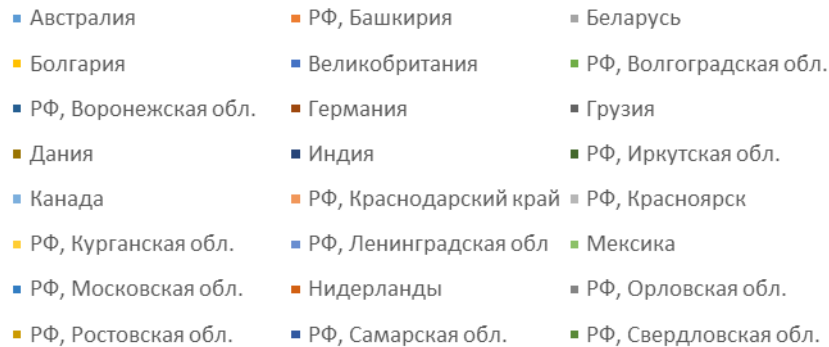 Австралия РФ, Башкирия Беларусь
Болгария Великобритания РФ, Волгоградская обл.
РФ, Воронежская обл. Германия Грузия
Дания Индия РФ, Иркутская обл.
Канада РФ, Краснодарский край РФ, Красноярск
РФ, Курганская обл. РФ, Ленинградская обл Мексика
РФ, Московская обл. Нидерланды РФ, Орловская обл.
РФ, Ростовская обл. РФ, Самарская обл. РФ, Свердловская обл.